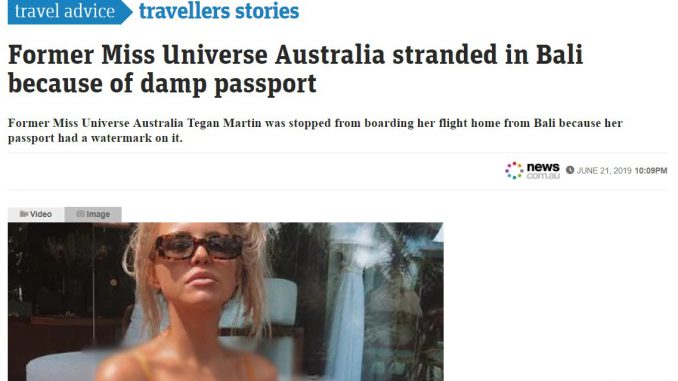 travel advice travellers stories
Former Miss Universe Australia stranded in Bali
because of damp passport
Former Miss Universe Australia Tegan Martin was stopped from boarding her flight home from Bali because her
passport had a watermark on it.
news
.com.au JUNE 21, 2019 10:09PM
Video Image